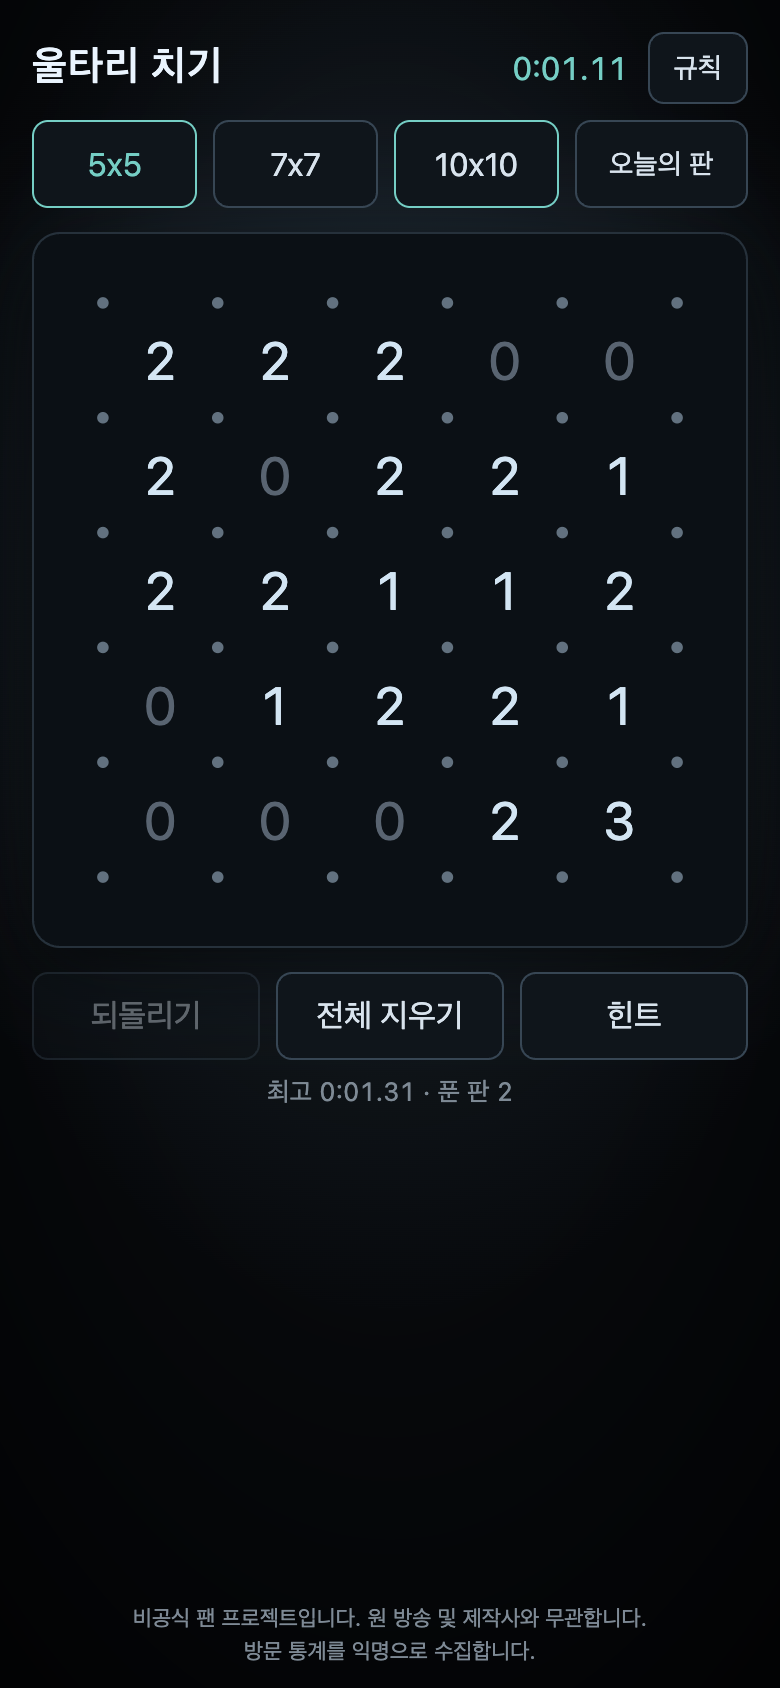 울타리 치기 0:01.11 규칙
5x5 7x7 10x10 오늘의 판
2 2 2 0 0
2 0 2 2 1
2 2 1 1 2
0 1 2 2 1
0 0 0 2 3
되돌리기 전체 지우기 힌트
최고 0:01.31 · 푼 판 2
비공식 팬 프로젝트입니다. 원 방송 및 제작사와 무관합니다.
방문 통계를 익명으로 수집합니다.